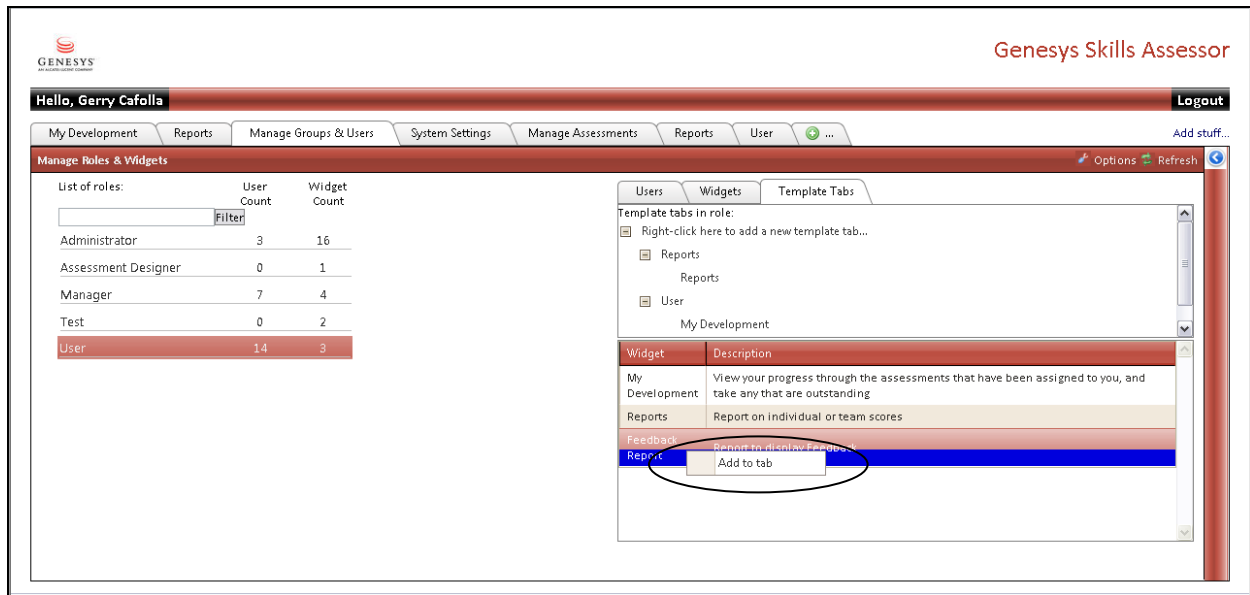 GENESYS
AN ALCATEL-LUCENT COMPANY
Genesys Skills Assessor
Hello, Gerry Cafolla
Logout
My Development Reports Manage Groups & Users System Settings Manage Assessments Reports User ... Add stuff...
Manage Roles & Widgets Options Refresh
List of roles: User Count Widget Count
Filter
Administrator 3 16
Assessment Designer 0 1
Manager 7 4
Test 0 2
User 14 3
Users Widgets Template Tabs
Template tabs in role:
Right-click here to add a new template tab...
Reports
Reports
User
My Development
Widget Description
My Development View your progress through the assessments that have been assigned to you, and
take any that are outstanding
Reports Report on individual or team scores
Feedback Report Report to display Feedback
Add to tab